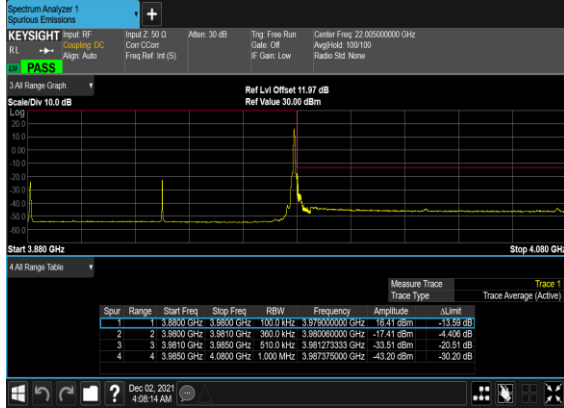 Spectrum Analyzer 1
Spurious Emissions
+
KEYSIGHT Input: RF Input Z: 50 Ω Atten: 30 dB Trig: Free Run Center Freq: 22.005000000 GHz
RL Coupling: DC Corr CCorr Gate: Off Avg|Hold: 100/100
Align: Auto Freq Ref: Int (S) IF Gain: Low Radio Std: None
LXI PASS
3 All Range Graph Ref Lvl Offset 11.97 dB
Scale/Div 10.0 dB Ref Value 30.00 dBm
Log
20.0
10.0
0.00
-10.0
-20.0
-30.0
-40.0
-50.0
-60.0
Start 3.880 GHz Stop 4.080 GHz
4 All Range Table
Measure Trace Trace 1
Trace Type Trace Average (Active)
Spur Range Start Freq Stop Freq RBW Frequency Amplitude ΔLimit
1 1 3.8800 GHz 3.9800 GHz 100.0 kHz 3.979000000 GHz 16.41 dBm -13.59 dB
2 2 3.9800 GHz 3.9810 GHz 360.0 kHz 3.980060000 GHz -17.41 dBm -4.406 dB
3 3 3.9810 GHz 3.9850 GHz 510.0 kHz 3.981273333 GHz -33.51 dBm -20.51 dB
4 4 3.9850 GHz 4.0800 GHz 1.000 MHz 3.987375000 GHz -43.20 dBm -30.20 dB
? Dec 02, 2021
4:08:14 AM